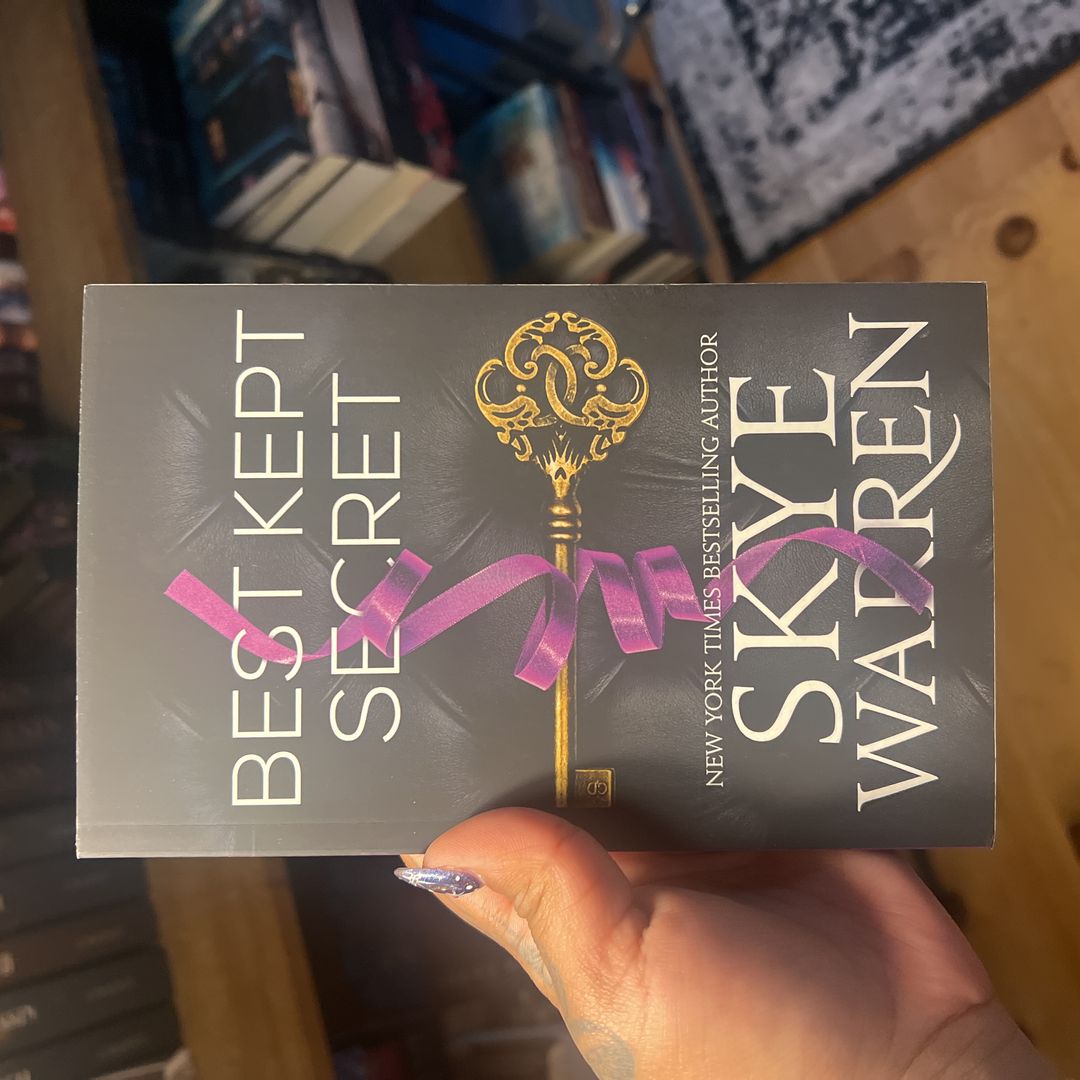 BEST KEPT
SECRET
NEW YORK TIMES BESTSELLING AUTHOR
SKYE
WARREN